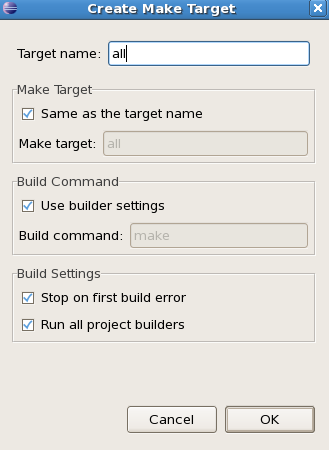 Create Make Target
Target name: all
Make Target
Same as the target name
Make target: all
Build Command
Use builder settings
Build command: make
Build Settings
Stop on first build error
Run all project builders
Cancel OK